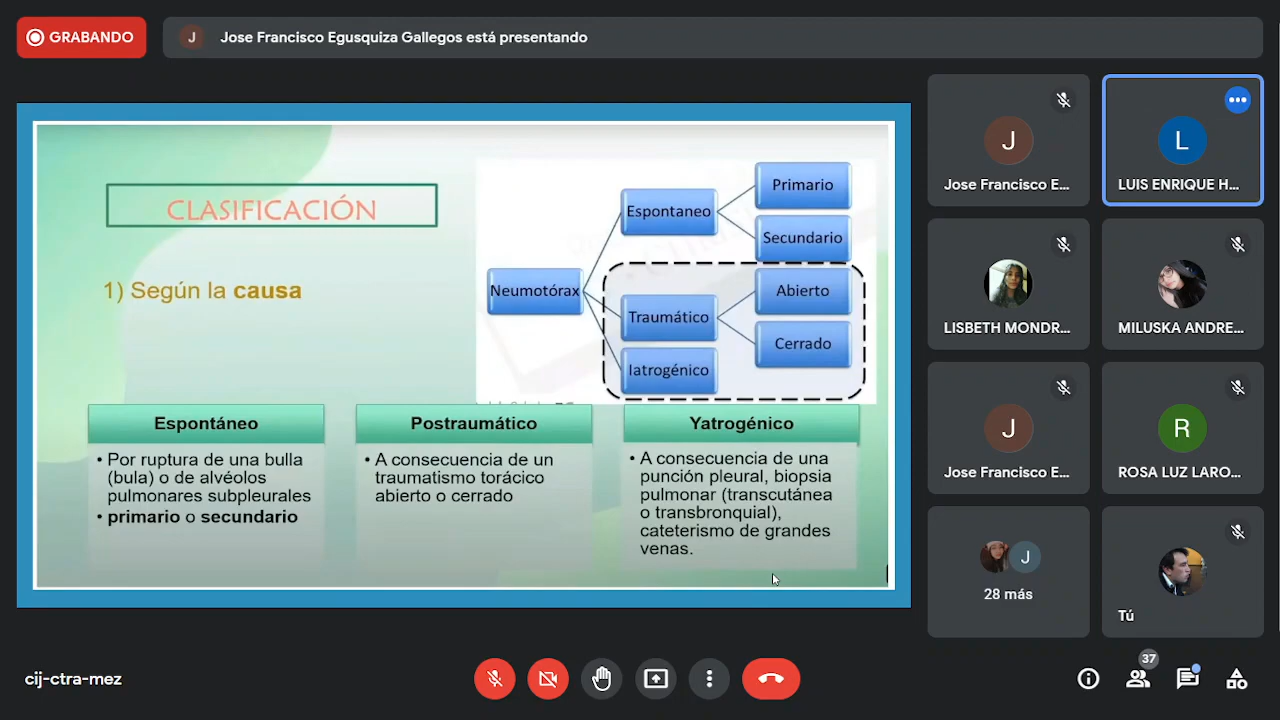 GRABANDO
J
Jose Francisco Egusquiza Gallegos está presentando
CLASIFICACIÓN
1) Según la causa
Neumotórax
Espontaneo
Primario
Secundario
Traumático
Abierto
Cerrado
Iatrogénico
Espontáneo
• Por ruptura de una bulla
(bula) o de alvéolos
pulmonares subpleurales
• primario o secundario
Postraumático
• A consecuencia de un
traumatismo torácico
abierto o cerrado
Yatrogénico
• A consecuencia de una
punción pleural, biopsia
pulmonar (transcutánea
o transbronquial),
cateterismo de grandes
venas.
J
Jose Francisco E...
L
LUIS ENRIQUE H...
LISBETH MONDR...
MILUSKA ANDRE...
J
Jose Francisco E...
R
ROSA LUZ LARO...
J
28 más
Tú
cij-ctra-mez
37